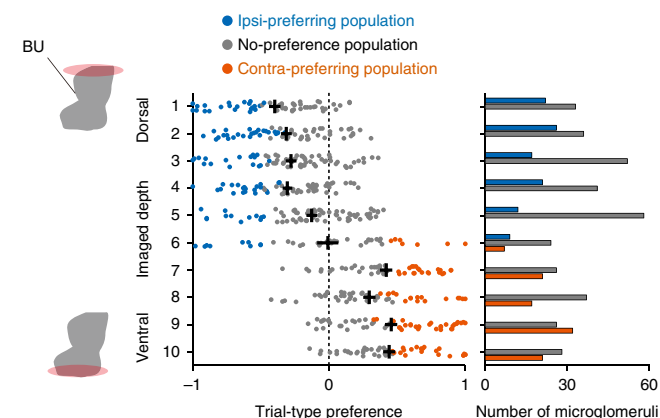 Ipsi-preferring population
No-preference population
Contra-preferring population
BU
Dorsal
Imaged depth
Ventral
1
2
3
4
5
6
7
8
9
10
–1 0 1
Trial-type preference
0 30 60
Number of microglomeruli